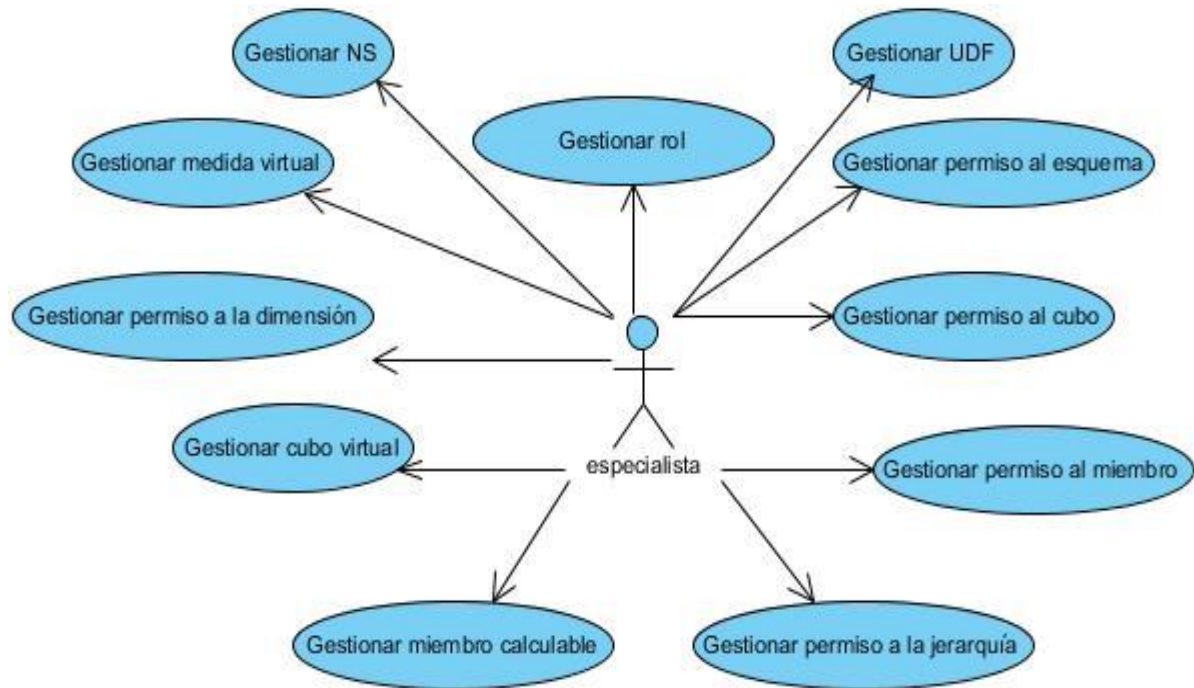 Gestionar NS
Gestionar UDF
Gestionar rol
Gestionar medida virtual
Gestionar permiso al esquema
Gestionar permiso a la dimensión
Gestionar permiso al cubo
Gestionar cubo virtual
especialista
Gestionar permiso al miembro
Gestionar miembro calculable
Gestionar permiso a la jerarquía